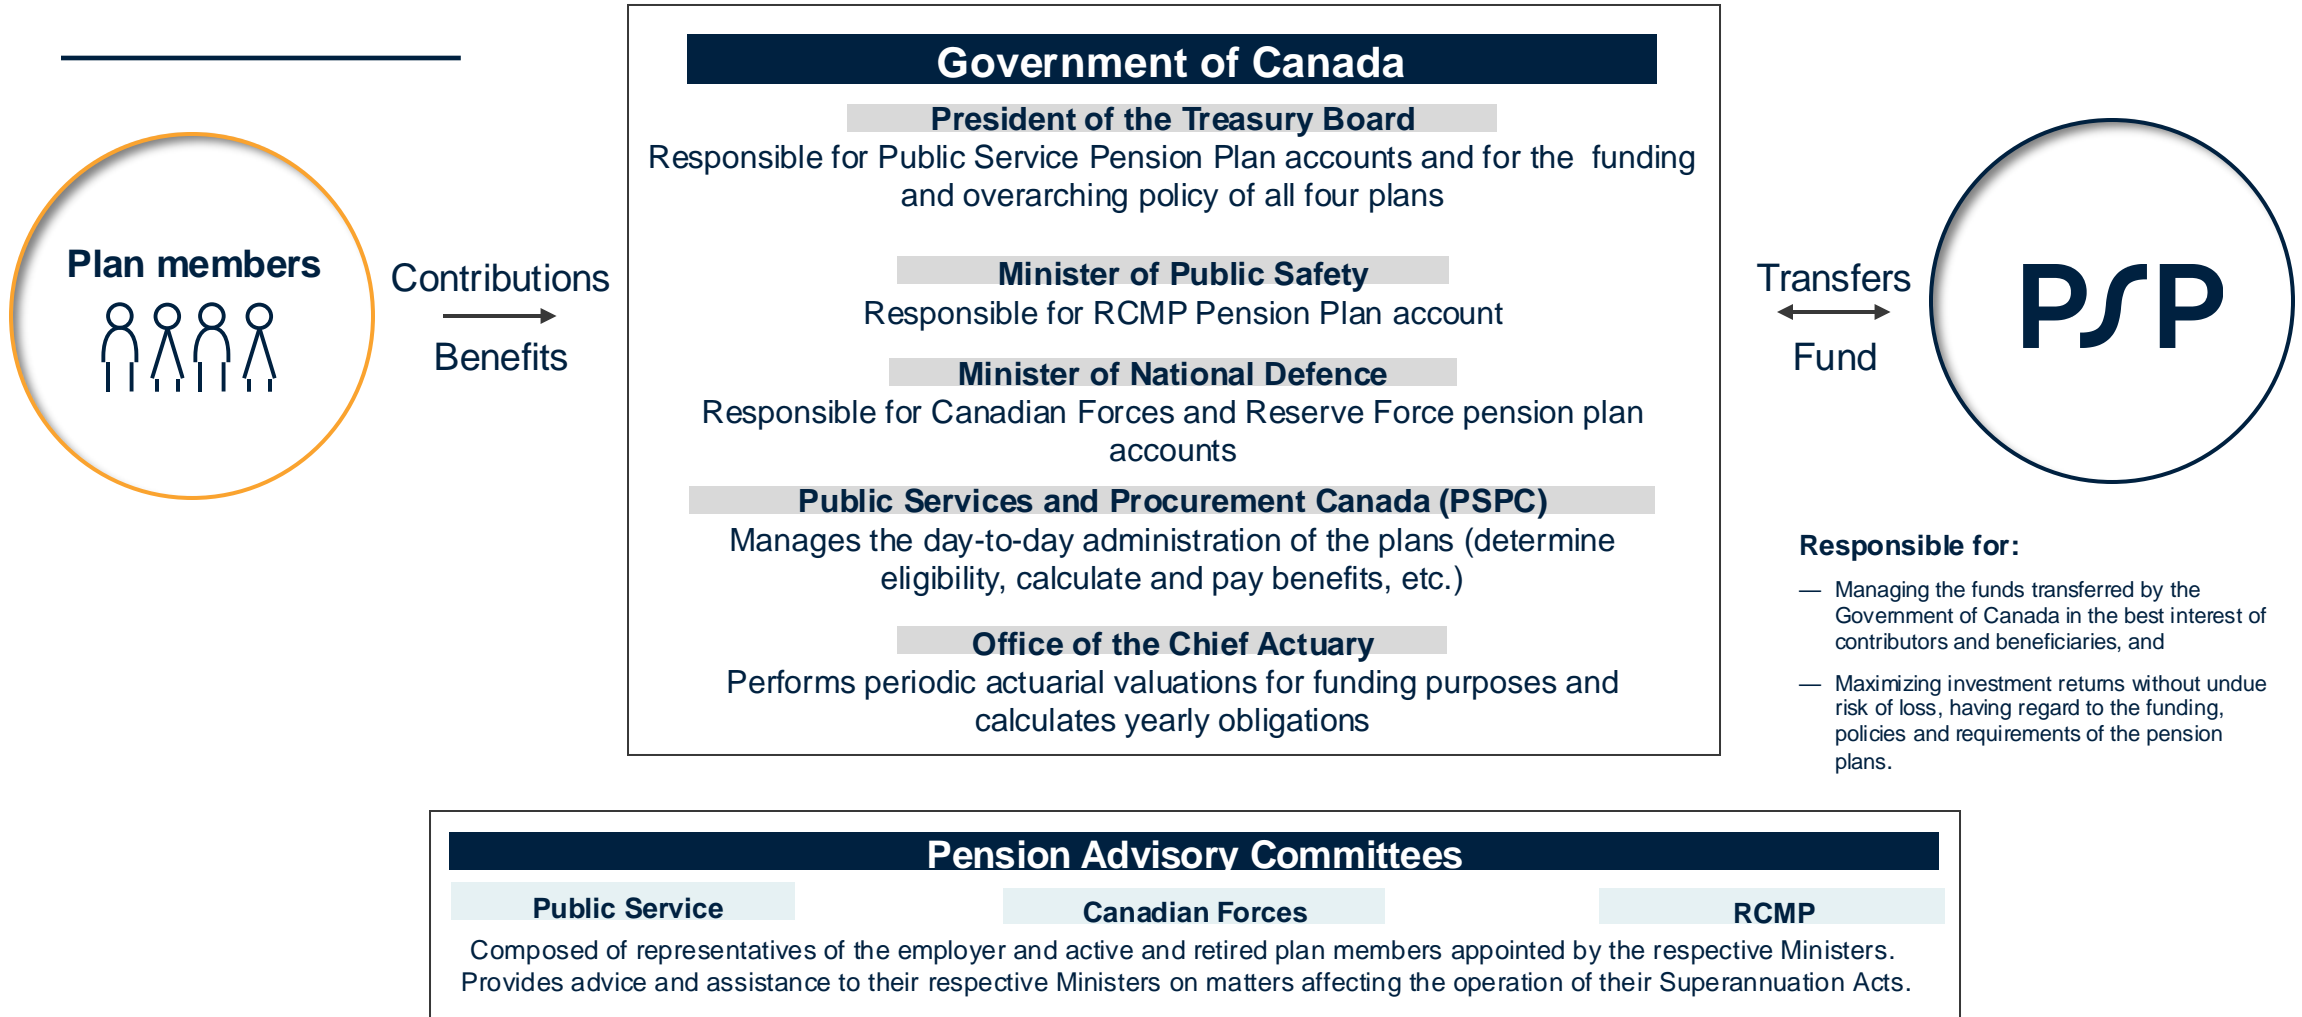 Government of Canada
President of the Treasury Board
Responsible for Public Service Pension Plan accounts and for the funding
and overarching policy of all four plans
Minister of Public Safety
Responsible for RCMP Pension Plan account
Minister of National Defence
Responsible for Canadian Forces and Reserve Force pension plan
accounts
Public Services and Procurement Canada (PSPC)
Manages the day-to-day administration of the plans (determine
eligibility, calculate and pay benefits, etc.)
Office of the Chief Actuary
Performs periodic actuarial valuations for funding purposes and
calculates yearly obligations
Plan members
Contributions
Benefits
Transfers
Fund
PSP
Responsible for:
— Managing the funds transferred by the
Government of Canada in the best interest of
contributors and beneficiaries, and
— Maximizing investment returns without undue
risk of loss, having regard to the funding,
policies and requirements of the pension
plans.
Pension Advisory Committees
Public Service
Canadian Forces
RCMP
Composed of representatives of the employer and active and retired plan members appointed by the respective Ministers.
Provides advice and assistance to their respective Ministers on matters affecting the operation of their Superannuation Acts.